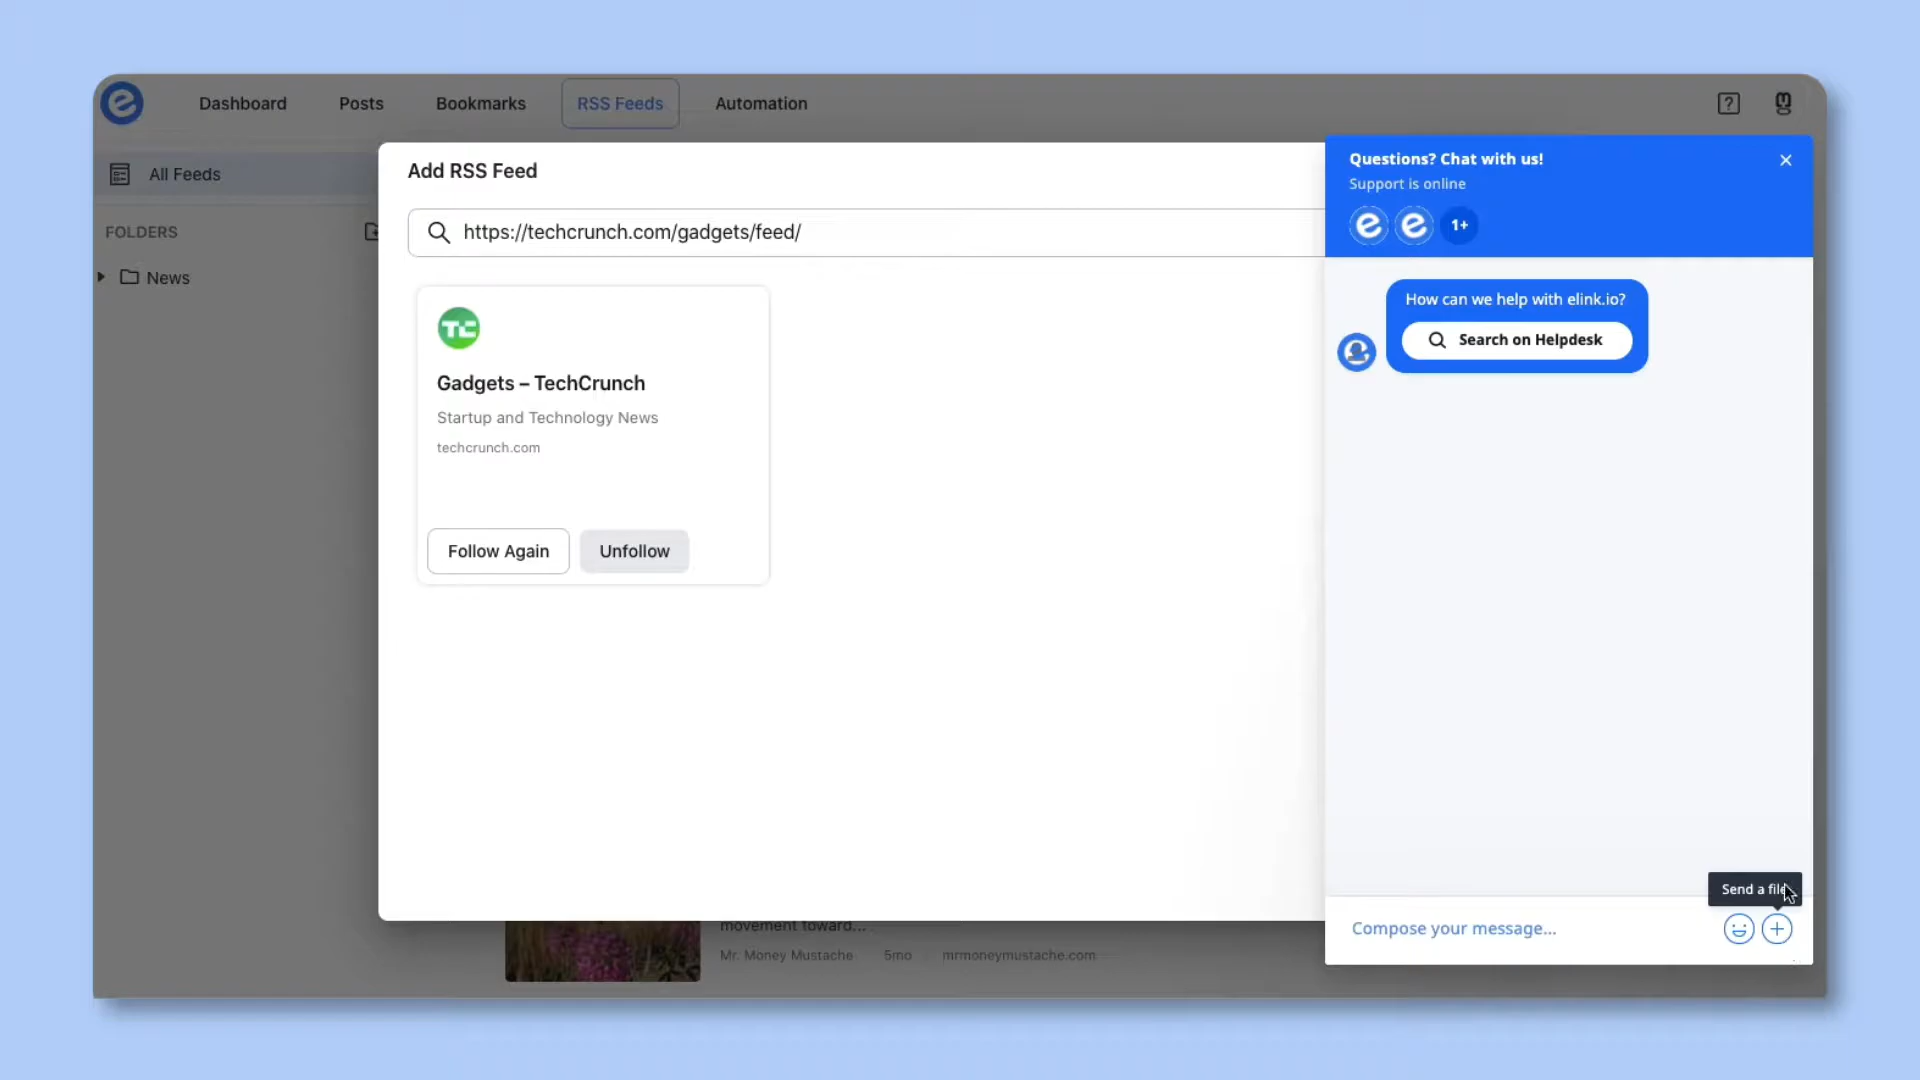 Dashboard
Posts
Bookmarks
RSS Feeds
Automation
All Feeds
FOLDERS
News
Add RSS Feed
https://techcrunch.com/gadgets/feed/
TC
Gadgets – TechCrunch
Startup and Technology News
techcrunch.com
Follow Again
Unfollow
movement toward...
Mr. Money Mustache 5mo mrmoneymustache.com
Questions? Chat with us!
Support is online
1+
How can we help with elink.io?
Search on Helpdesk
Send a file
Compose your message...